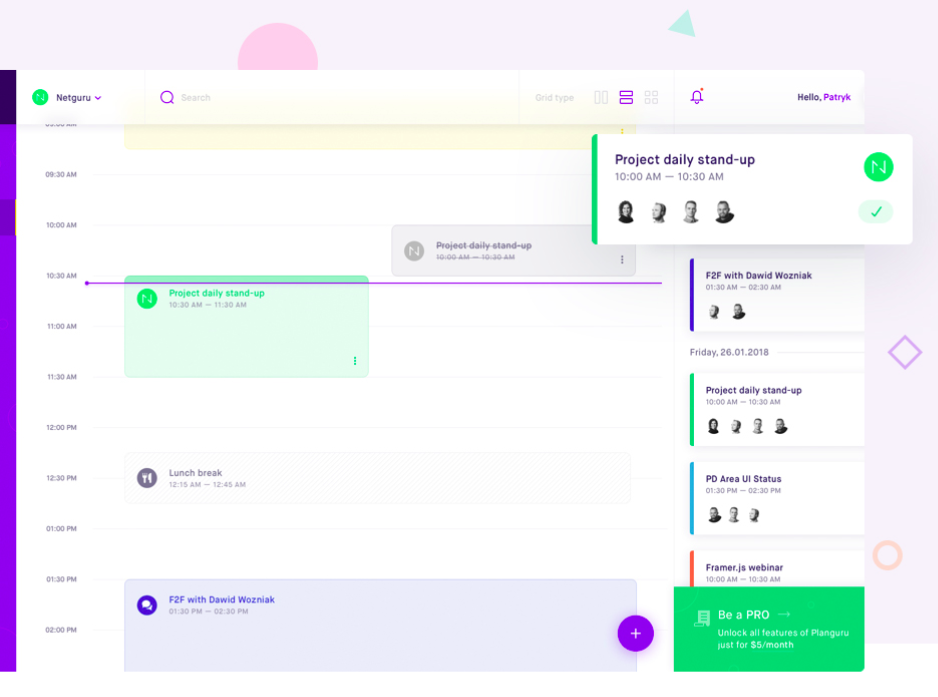 Netguru
Search
Grid type
Hello, Patryk
09:30 AM
10:00 AM
10:30 AM
11:00 AM
11:30 AM
12:00 PM
12:30 PM
01:00 PM
01:30 PM
02:00 PM
Project daily stand-up
10:00 AM — 10:30 AM
Project daily stand-up
10:30 AM — 11:30 AM
Lunch break
12:15 AM — 12:45 AM
F2F with Dawid Wozniak
01:30 PM — 02:30 PM
Project daily stand-up
10:00 AM — 10:30 AM
F2F with Dawid Wozniak
01:30 AM — 02:30 AM
Friday, 26.01.2018
Project daily stand-up
10:00 AM — 10:30 AM
PD Area UI Status
01:30 PM — 02:30 PM
Framer.js webinar
10:00 AM — 10:30 AM
Be a PRO →
Unlock all features of Planguru
just for $5/month